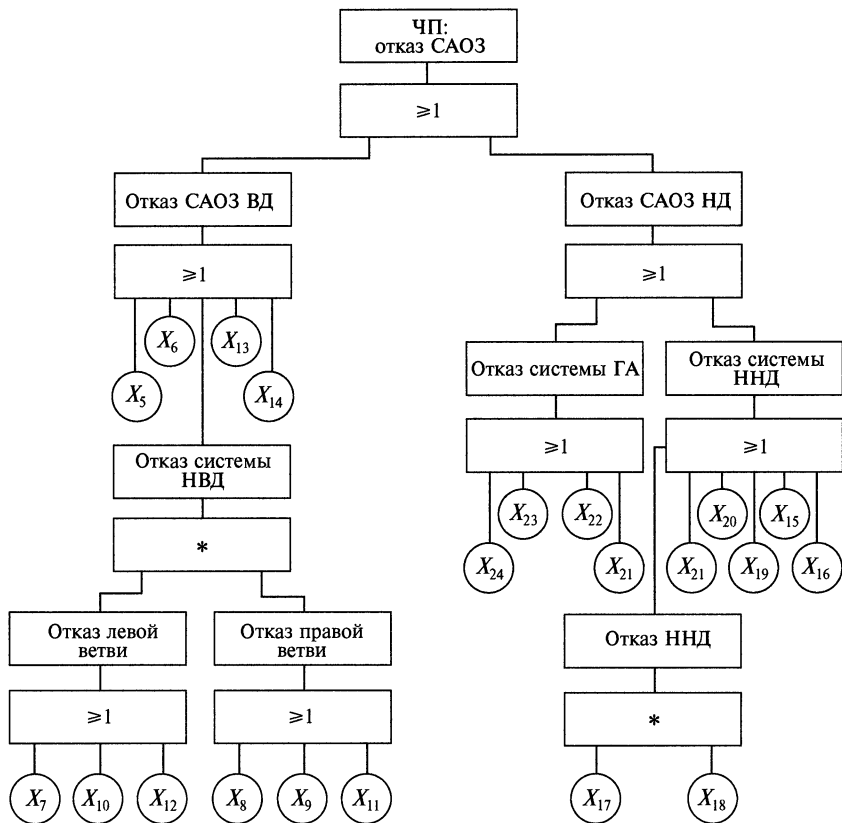 ЧП:
отказ САОЗ
⩾1
Отказ САОЗ ВД
Отказ САОЗ НД
⩾1
⩾1
X₆
X₁₃
X₅
X₁₄
Отказ системы ГА
Отказ системы
ННД
⩾1
⩾1
Отказ системы
НВД
X₂₃
X₂₂
X₂₀
X₁₅
X₂₄
X₂₁
X₂₁
X₁₉
X₁₆
*
Отказ левой
ветви
Отказ правой
ветви
Отказ ННД
⩾1
⩾1
*
X₇
X₁₀
X₁₂
X₈
X₉
X₁₁
X₁₇
X₁₈